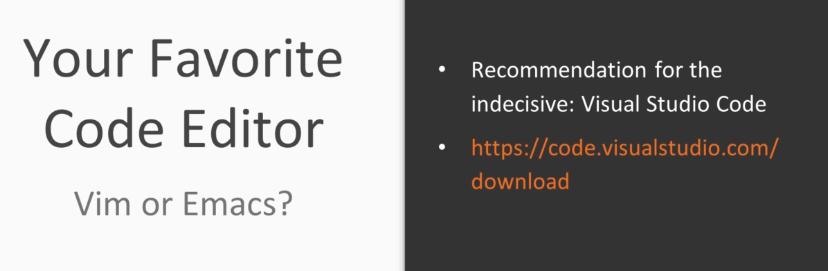 Your Favorite
Code Editor
Vim or Emacs?
• Recommendation for the
indecisive: Visual Studio Code
• https://code.visualstudio.com/
download